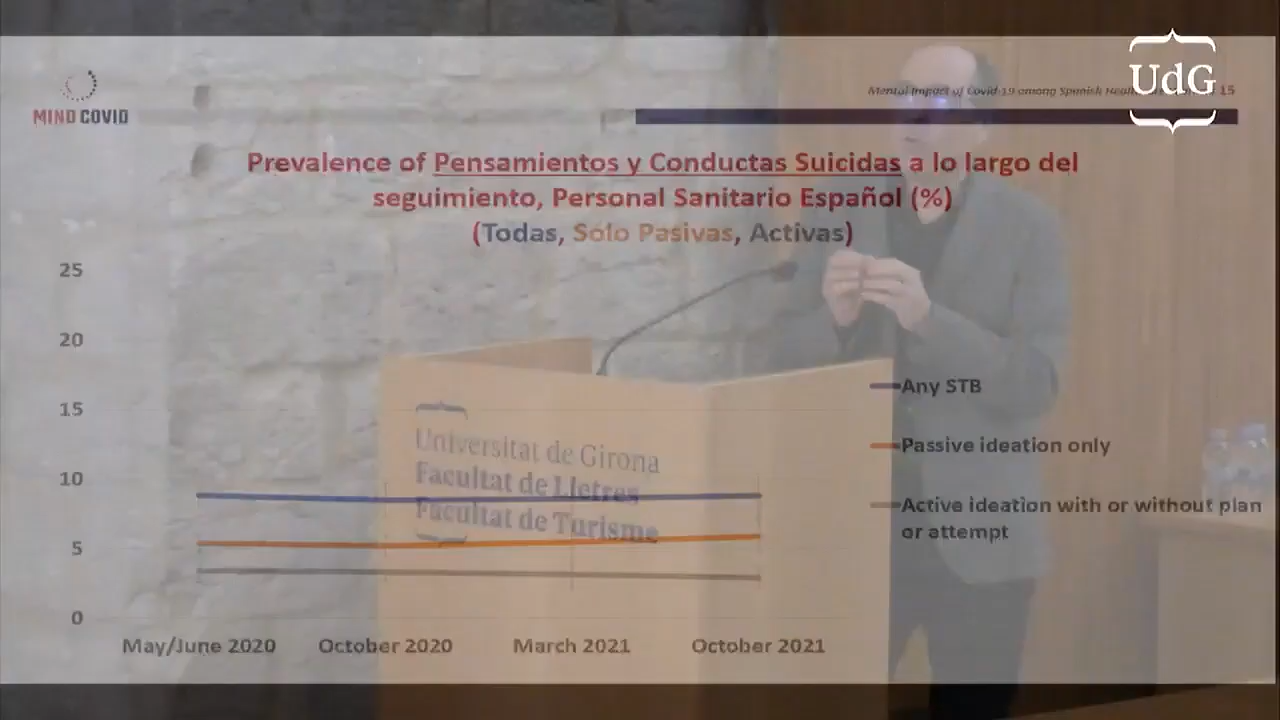 UdG
MIND COVID
Mental Impact of Covid-19 among Spanish 15
Prevalence of Pensamientos y Conductas Suicidas a lo largo del
seguimiento, Personal Sanitario Español (%)
(Todas, Solo Pasivas, Activas)
25
20
15
10
5
0
Any STB
Passive ideation only
Active ideation with or without plan
or attempt
May/June 2020
October 2020
March 2021
October 2021
Universitat de Girona
Facultat de Lletres
Facultat de Turisme